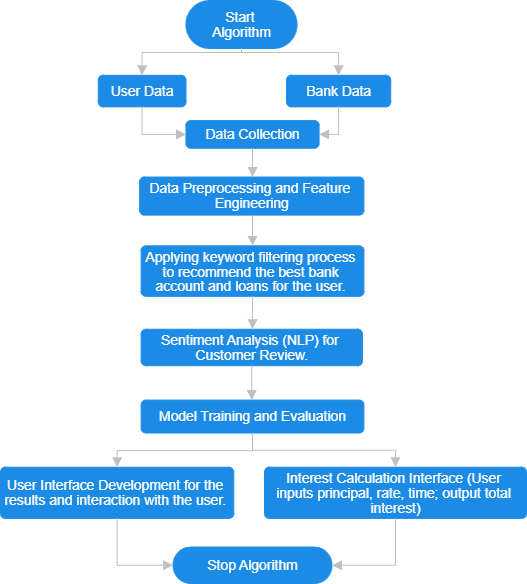 Start
Algorithm
User Data
Bank Data
Data Collection
Data Preprocessing and Feature
Engineering
Applying keyword filtering process
to recommend the best bank
account and loans for the user.
Sentiment Analysis (NLP) for
Customer Review.
Model Training and Evaluation
User Interface Development for the
results and interaction with the user.
Interest Calculation Interface (User
inputs principal, rate, time; output total
interest)
Stop Algorithm